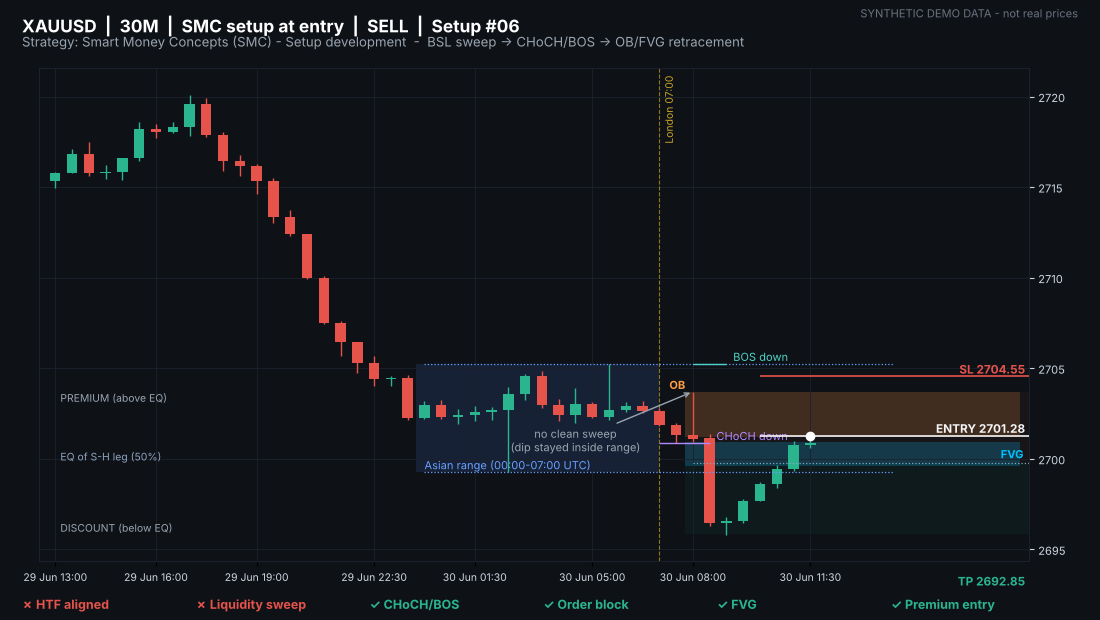 XAUUSD | 30M | SMC setup at entry | SELL | Setup #06
SYNTHETIC DEMO DATA - not real prices
Strategy: Smart Money Concepts (SMC) - Setup development - BSL sweep → CHoCH/BOS → OB/FVG retracement
London 07:00
2720
2715
2710
2705
2700
2695
BOS down
SL 2704.55
OB
PREMIUM (above EQ)
ENTRY 2701.28
CHoCH down
no clean sweep
(dip stayed inside range)
FVG
EQ of S-H leg (50%)
Asian range (00:00-07:00 UTC)
DISCOUNT (below EQ)
29 Jun 13:00
29 Jun 16:00
29 Jun 19:00
29 Jun 22:30
30 Jun 01:30
30 Jun 05:00
30 Jun 08:00
30 Jun 11:30
TP 2692.85
× HTF aligned
× Liquidity sweep
✓ CHoCH/BOS
✓ Order block
✓ FVG
✓ Premium entry